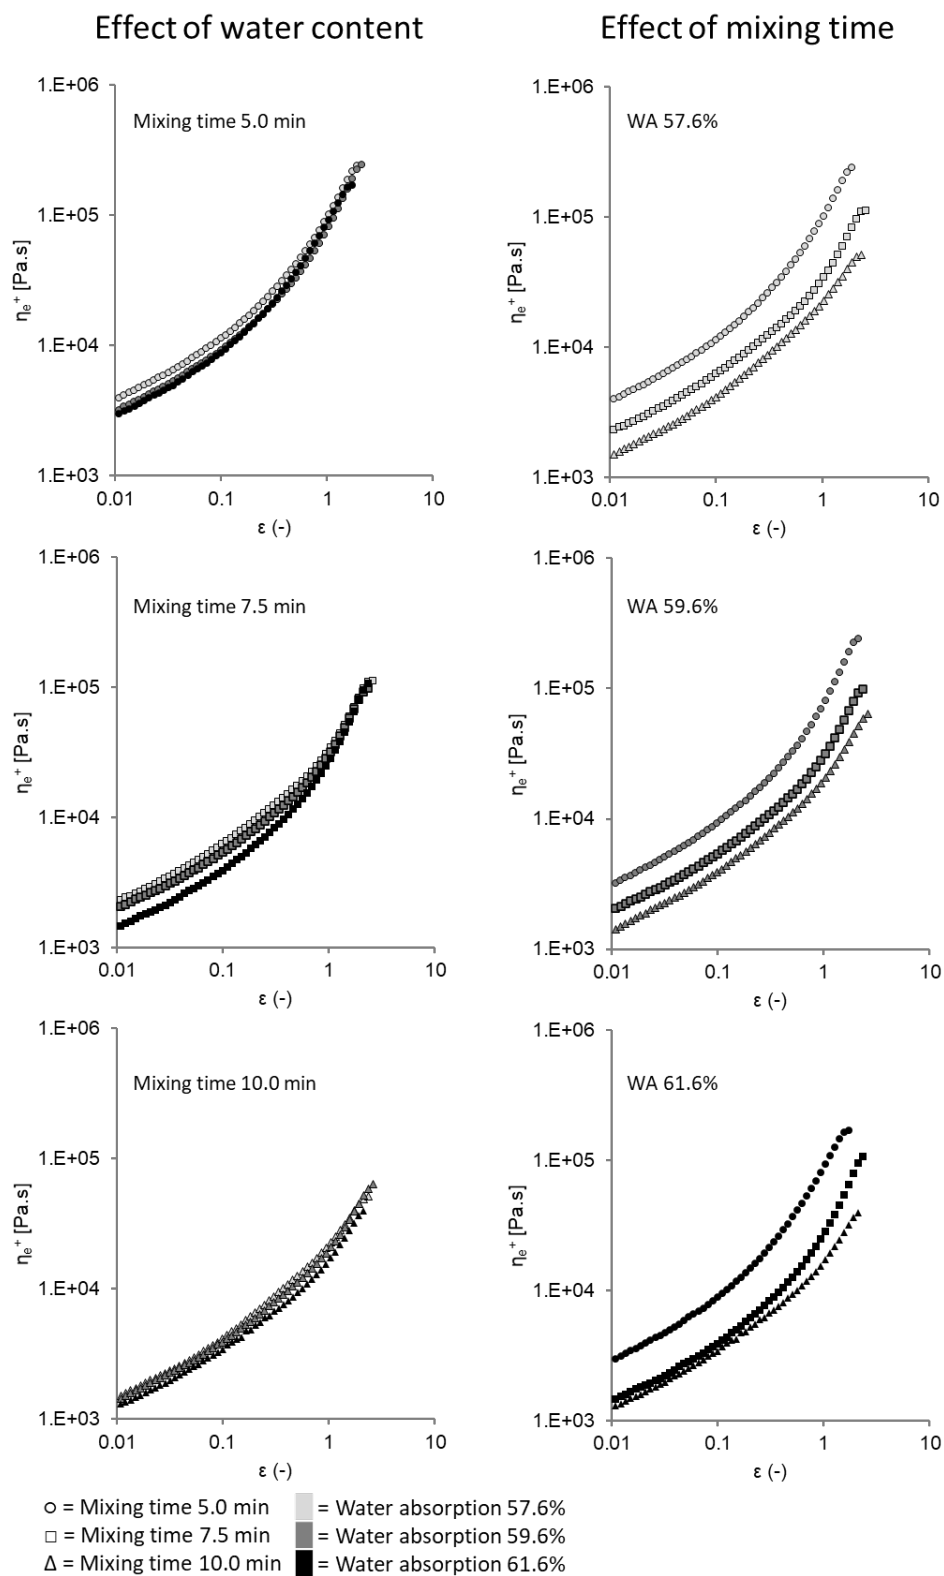 Effect of water content
Effect of mixing time
1.E+06
1.E+05
1.E+04
1.E+03
ηe+ [Pa.s]
Mixing time 5.0 min
0.01 0.1 1 10
ε (-)
1.E+06
1.E+05
1.E+04
1.E+03
ηe+ [Pa.s]
WA 57.6%
0.01 0.1 1 10
ε (-)
1.E+06
1.E+05
1.E+04
1.E+03
ηe+ [Pa.s]
Mixing time 7.5 min
0.01 0.1 1 10
ε (-)
1.E+06
1.E+05
1.E+04
1.E+03
ηe+ [Pa.s]
WA 59.6%
0.01 0.1 1 10
ε (-)
1.E+06
1.E+05
1.E+04
1.E+03
ηe+ [Pa.s]
Mixing time 10.0 min
0.01 0.1 1 10
ε (-)
1.E+06
1.E+05
1.E+04
1.E+03
ηe+ [Pa.s]
WA 61.6%
0.01 0.1 1 10
ε (-)
= Mixing time 5.0 min
= Mixing time 7.5 min
= Mixing time 10.0 min
= Water absorption 57.6%
= Water absorption 59.6%
= Water absorption 61.6%